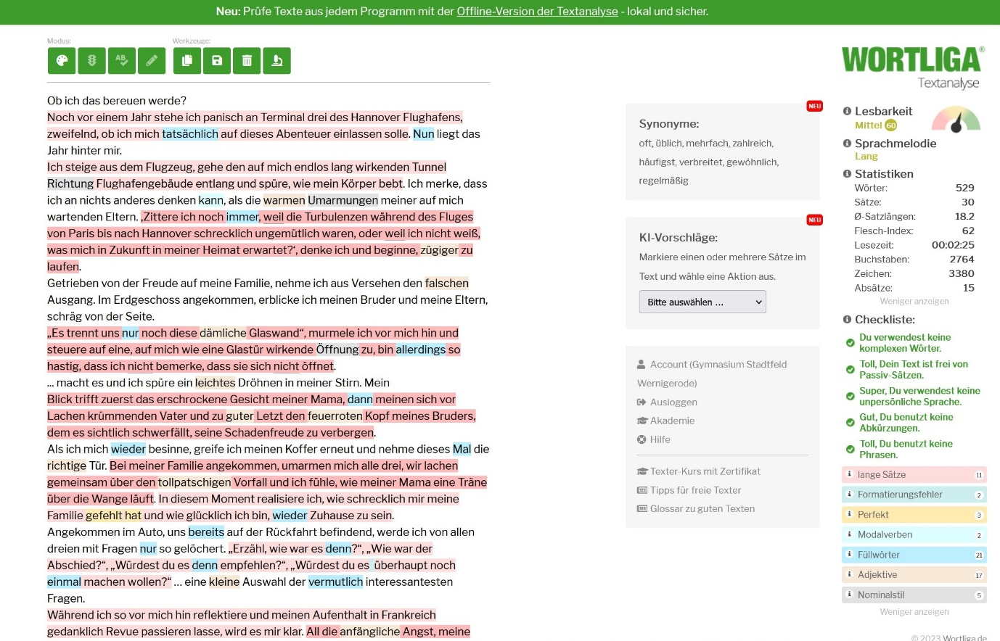 Neu: Prüfe Texte aus jedem Programm mit der Offline-Version der Textanalyse - lokal und sicher.
Modus:
Werkzeuge:
AB
Ob ich das bereuen werde?
Noch vor einem Jahr stehe ich panisch an Terminal drei des Hannover Flughafens,
zweifelnd, ob ich mich tatsächlich auf dieses Abenteuer einlassen solle. Nun liegt das
Jahr hinter mir.
Ich steige aus dem Flugzeug, gehe den auf mich endlos lang wirkenden Tunnel
Richtung Flughafengebäude entlang und spüre, wie mein Körper bebt. Ich merke, dass
ich an nichts anderes denken kann, als die warmen Umarmungen meiner auf mich
wartenden Eltern. ‚Zittere ich noch immer, weil die Turbulenzen während des Fluges
von Paris bis nach Hannover schrecklich ungemütlich waren, oder weil ich nicht weiß,
was mich in Zukunft in meiner Heimat erwartet?‘, denke ich und beginne, zügiger zu
laufen.
Getrieben von der Freude auf meine Familie, nehme ich aus Versehen den falschen
Ausgang. Im Erdgeschoss angekommen, erblicke ich meinen Bruder und meine Eltern,
schräg von der Seite.
„Es trennt uns nur noch diese dämliche Glaswand“, murmele ich vor mich hin und
steuere auf eine, auf mich wie eine Glastür wirkende Öffnung zu, bin allerdings so
hastig, dass ich nicht bemerke, dass sie sich nicht öffnet.
... macht es und ich spüre ein leichtes Dröhnen in meiner Stirn. Mein
Blick trifft zuerst das erschrockene Gesicht meiner Mama, dann meinen sich vor
Lachen krümmenden Vater und zu guter Letzt den feuerroten Kopf meines Bruders,
dem es sichtlich schwerfällt, seine Schadenfreude zu verbergen.
Als ich mich wieder besinne, greife ich meinen Koffer erneut und nehme dieses Mal die
richtige Tür. Bei meiner Familie angekommen, umarmen mich alle drei, wir lachen
gemeinsam über den tollpatschigen Vorfall und ich fühle, wie meiner Mama eine Träne
über die Wange läuft. In diesem Moment realisiere ich, wie schrecklich mir meine
Familie gefehlt hat und wie glücklich ich bin, wieder Zuhause zu sein.
Angekommen im Auto, uns bereits auf der Rückfahrt befindend, werde ich von allen
dreien mit Fragen nur so gelöchert. „Erzähl, wie war es denn?“, „Wie war der
Abschied?“, „Würdest du es denn empfehlen?“, „Würdest du es überhaupt noch
einmal machen wollen?“ … eine kleine Auswahl der vermutlich interessantesten
Fragen.
Während ich so vor mich hin reflektiere und meinen Aufenthalt in Frankreich
gedanklich Revue passieren lasse, wird es mir klar. All die anfängliche Angst, meine
NEU
Synonyme:
oft, üblich, mehrfach, zahlreich,
häufigst, verbreitet, gewöhnlich,
regelmäßig
NEU
KI-Vorschläge:
Markiere einen oder mehrere Sätze im
Text und wähle eine Aktion aus.
Bitte auswählen ...
Account (Gymnasium Stadtfeld
Wernigerode)
Ausloggen
Akademie
Hilfe
Texter-Kurs mit Zertifikat
Tipps für freie Texter
Glossar zu guten Texten
WORTLIGA®
Textanalyse
Lesbarkeit
Mittel 60
Sprachmelodie
Lang
Statistiken
Wörter: 529
Sätze: 30
Ø-Satzlängen: 18.2
Flesch-Index: 62
Lesezeit: 00:02:25
Buchstaben: 2764
Zeichen: 3380
Absätze: 15
Weniger anzeigen
Checkliste:
Du verwendest keine
komplexen Wörter.
Toll, Dein Text ist frei von
Passiv-Sätzen.
Super, Du verwendest keine
unpersönliche Sprache.
Gut, Du benutzt keine
Abkürzungen.
Toll, Du benutzt keine
Phrasen.
lange Sätze 11
Formatierungsfehler 2
Perfekt 3
Modalverben 2
Füllwörter 21
Adjektive 17
Nominalstil 5
Weniger anzeigen
© 2023 Wortliga.de